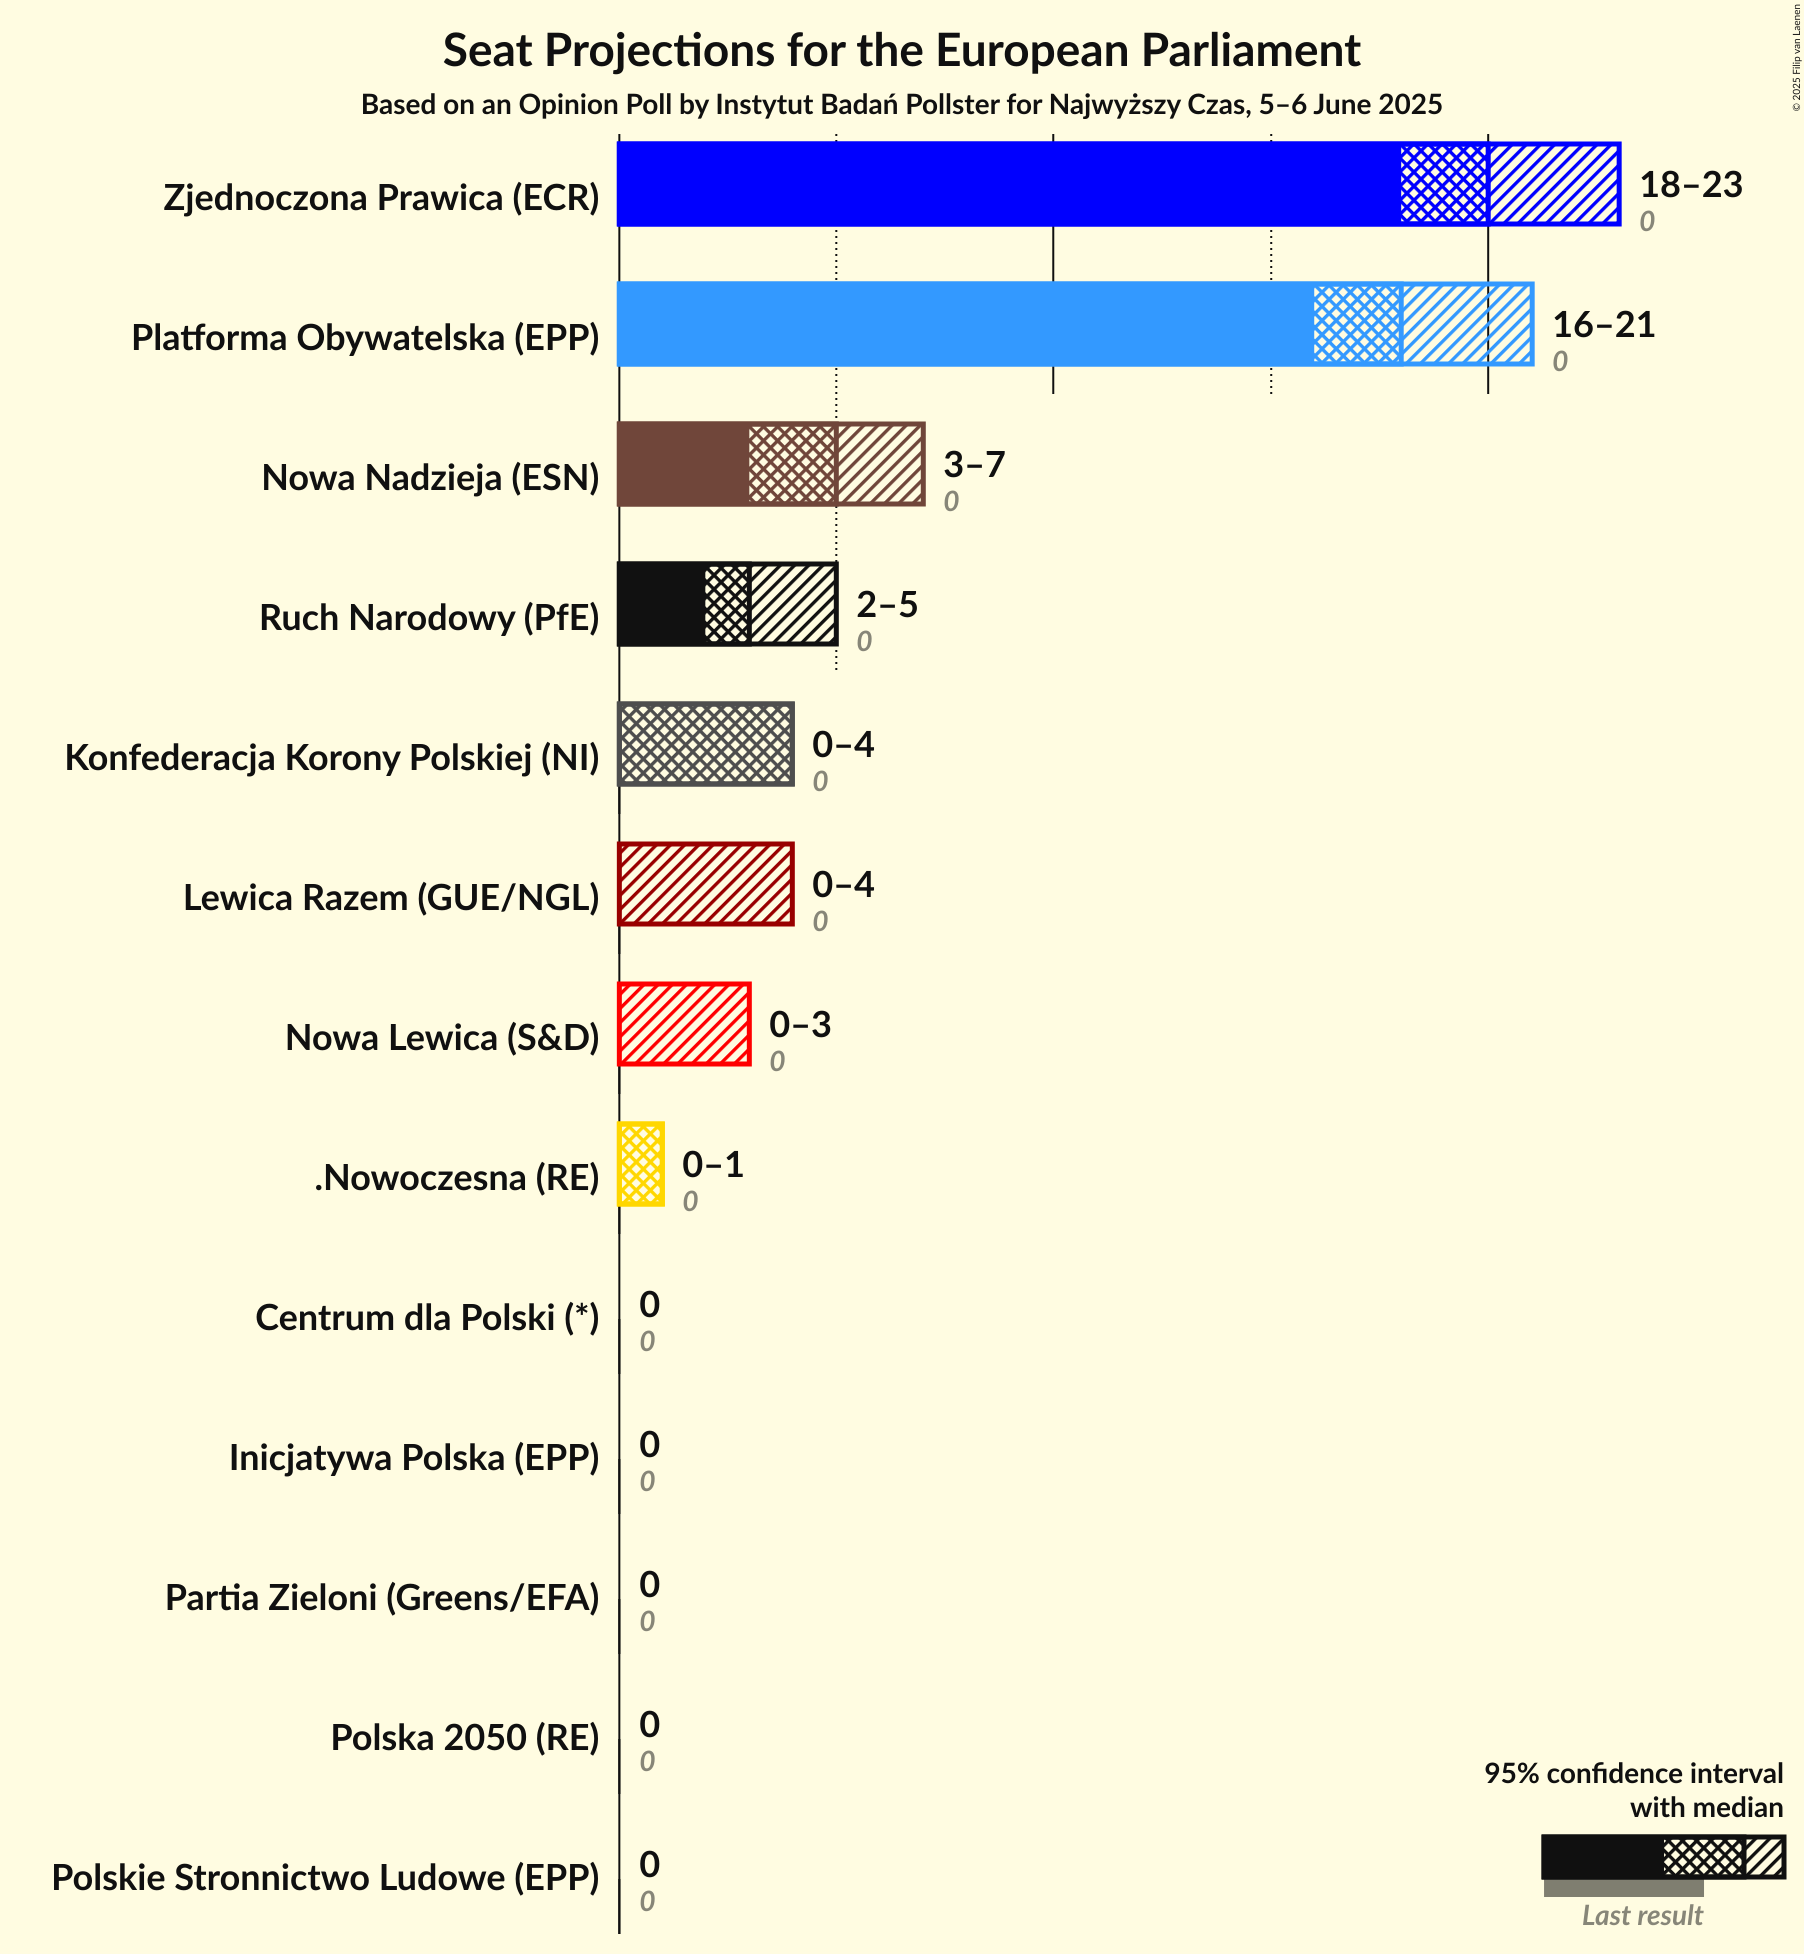 Seat Projections for the European Parliament
Based on an Opinion Poll by Instytut Badań Pollster for Najwyższy Czas, 5–6 June 2025
© 2025 Filip van Laenen
Zjednoczona Prawica (ECR)
18–23
0
Platforma Obywatelska (EPP)
16–21
0
Nowa Nadzieja (ESN)
3–7
0
Ruch Narodowy (PfE)
2–5
0
Konfederacja Korony Polskiej (NI)
0–4
0
Lewica Razem (GUE/NGL)
0–4
0
Nowa Lewica (S&D)
0–3
0
.Nowoczesna (RE)
0–1
0
Centrum dla Polski (*)
0
0
Inicjatywa Polska (EPP)
0
0
Partia Zieloni (Greens/EFA)
0
0
Polska 2050 (RE)
0
0
Polskie Stronnictwo Ludowe (EPP)
0
0
95% confidence interval
with median
Last result